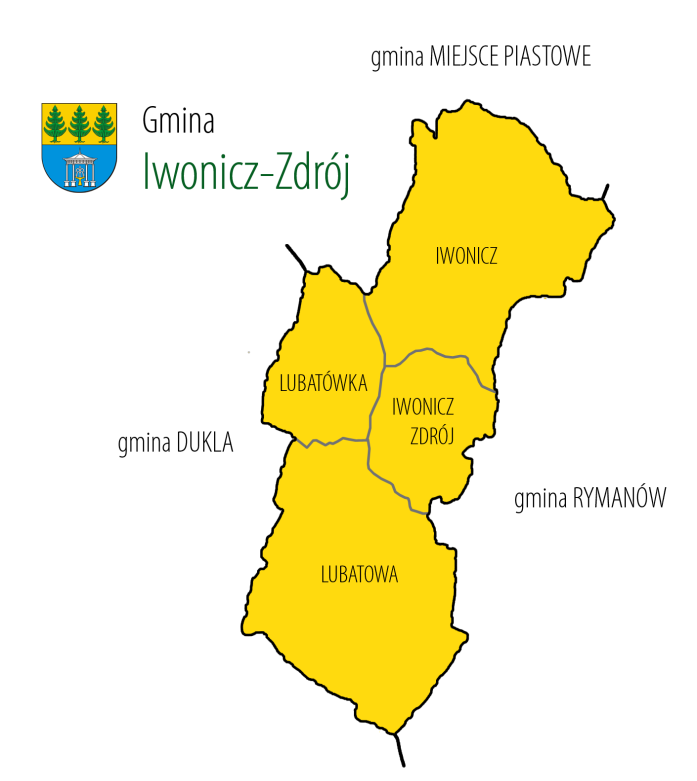 gmina MIEJSCE PIASTOWE
Gmina
Iwonicz-Zdrój
IWONICZ
LUBATÓWKA
IWONICZ
ZDRÓJ
gmina DUKLA
gmina RYMANÓW
LUBATOWA